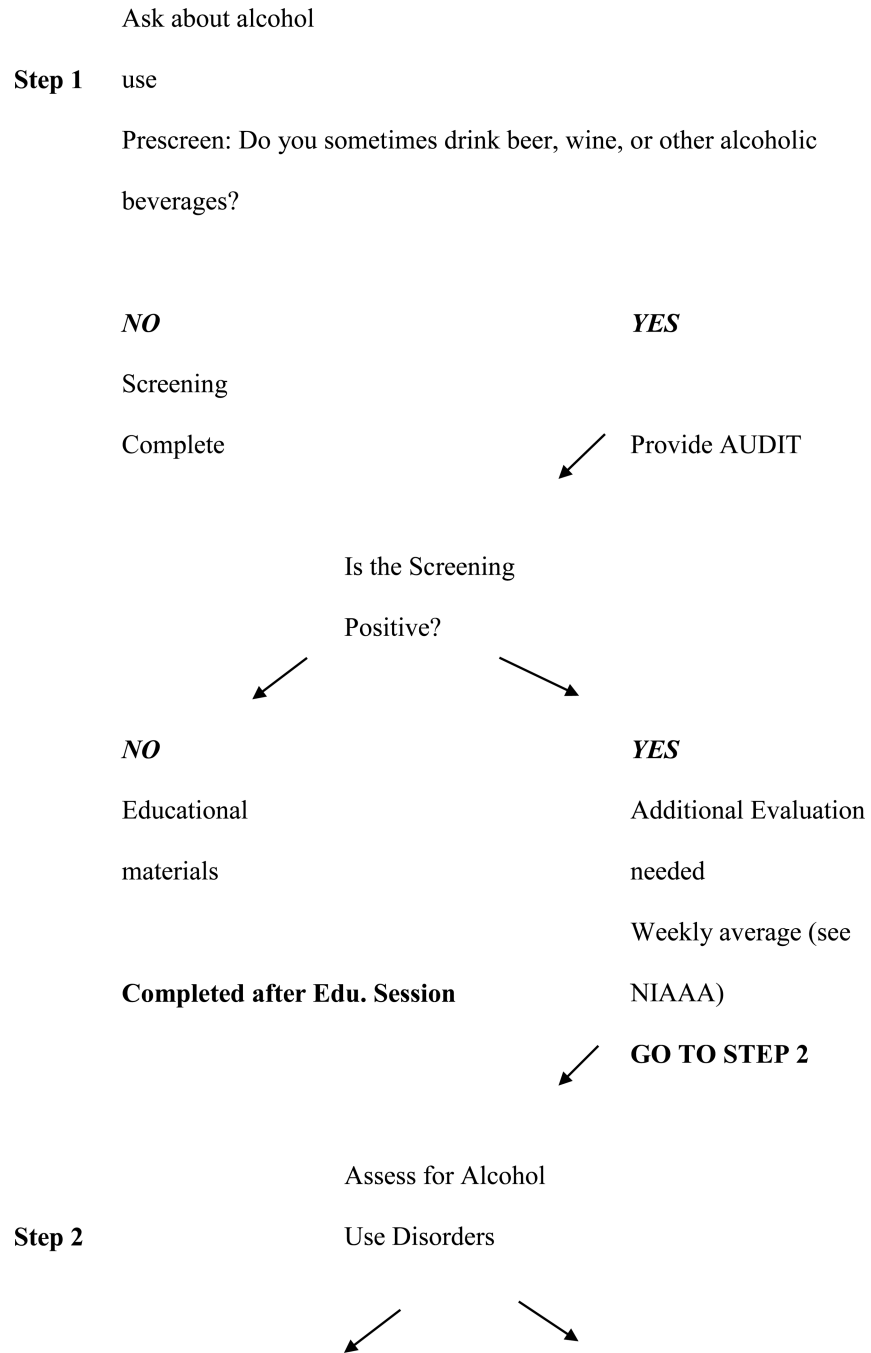 Ask about alcohol
Step 1 use
Prescreen: Do you sometimes drink beer, wine, or other alcoholic
beverages?
NO YES
Screening
Complete Provide AUDIT
Is the Screening
Positive?
NO YES
Educational Additional Evaluation
materials needed
Weekly average (see
Completed after Edu. Session NIAAA)
GO TO STEP 2
Assess for Alcohol
Step 2 Use Disorders